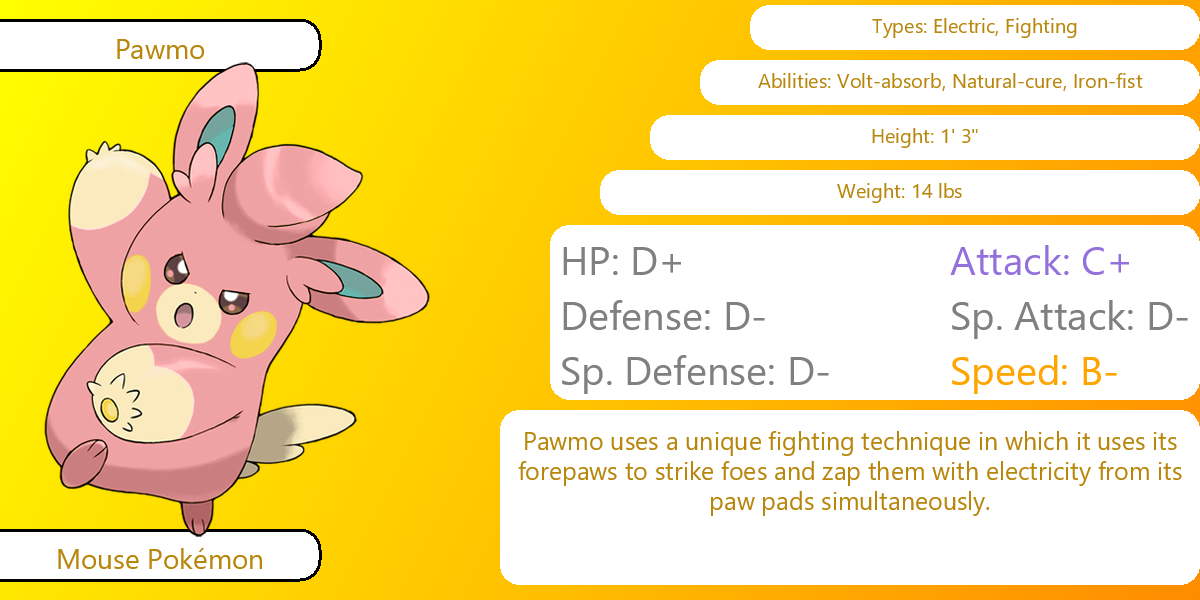 Pawmo
Types: Electric, Fighting
Abilities: Volt-absorb, Natural-cure, Iron-fist
Height: 1' 3"
Weight: 14 lbs
HP: D+
Attack: C+
Defense: D-
Sp. Attack: D-
Sp. Defense: D-
Speed: B-
Pawmo uses a unique fighting technique in which it uses its
forepaws to strike foes and zap them with electricity from its
paw pads simultaneously.
Mouse Pokémon